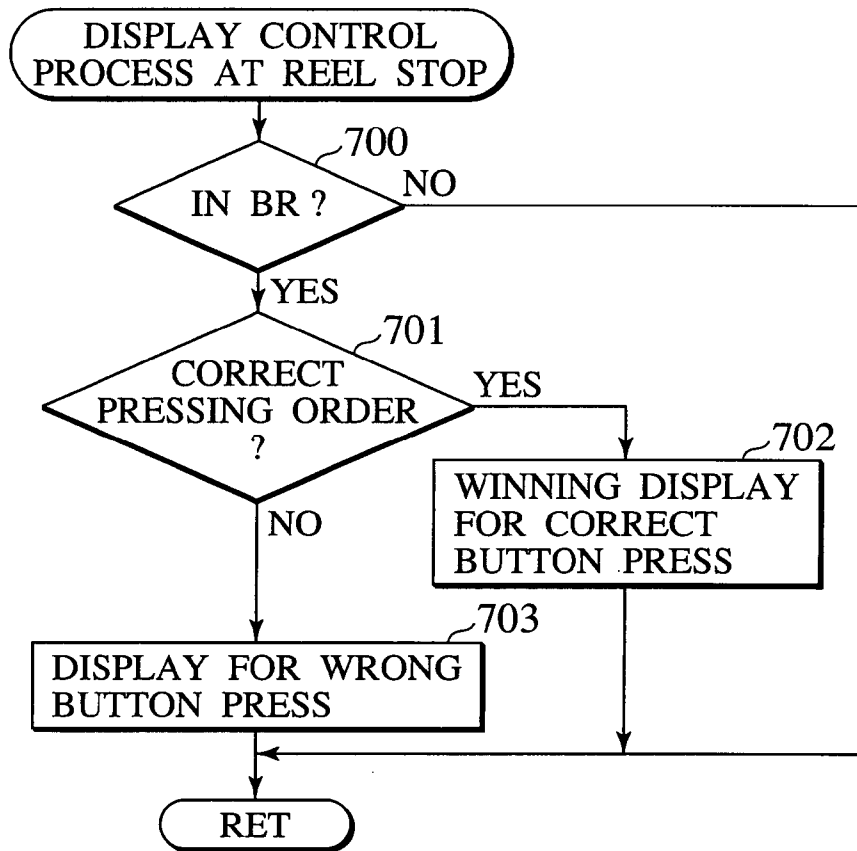 DISPLAY CONTROL
PROCESS AT REEL STOP
700
IN BR ?
NO
YES
701
CORRECT
PRESSING ORDER
?
YES
NO
702
WINNING DISPLAY
FOR CORRECT
BUTTON PRESS
703
DISPLAY FOR WRONG
BUTTON PRESS
RET